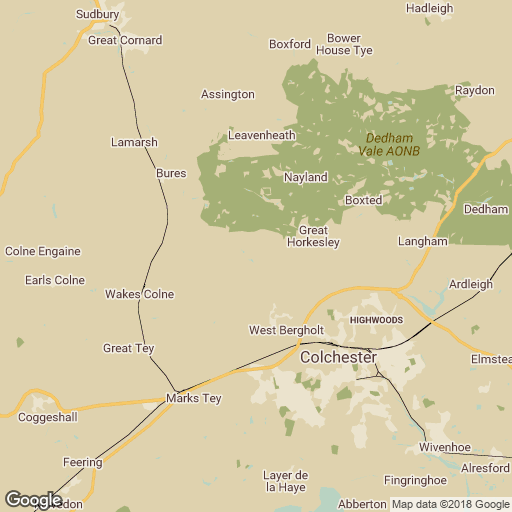 Hadleigh
Sudbury
Great Cornard
Boxford
Bower
House Tye
Assington
Raydon
Leavenheath
Dedham
Vale AONB
Lamarsh
Bures
Nayland
Boxted
Dedham
Great
Horkesley
Langham
Colne Engaine
Earls Colne
Ardleigh
Wakes Colne
HIGHWOODS
West Bergholt
Great Tey
Colchester
Elmstea
Marks Tey
Coggeshall
Wivenhoe
Feering
Alresford
Layer de
la Haye
Fingringhoe
Google
vedon
Abberton
Map data ©2018 Google